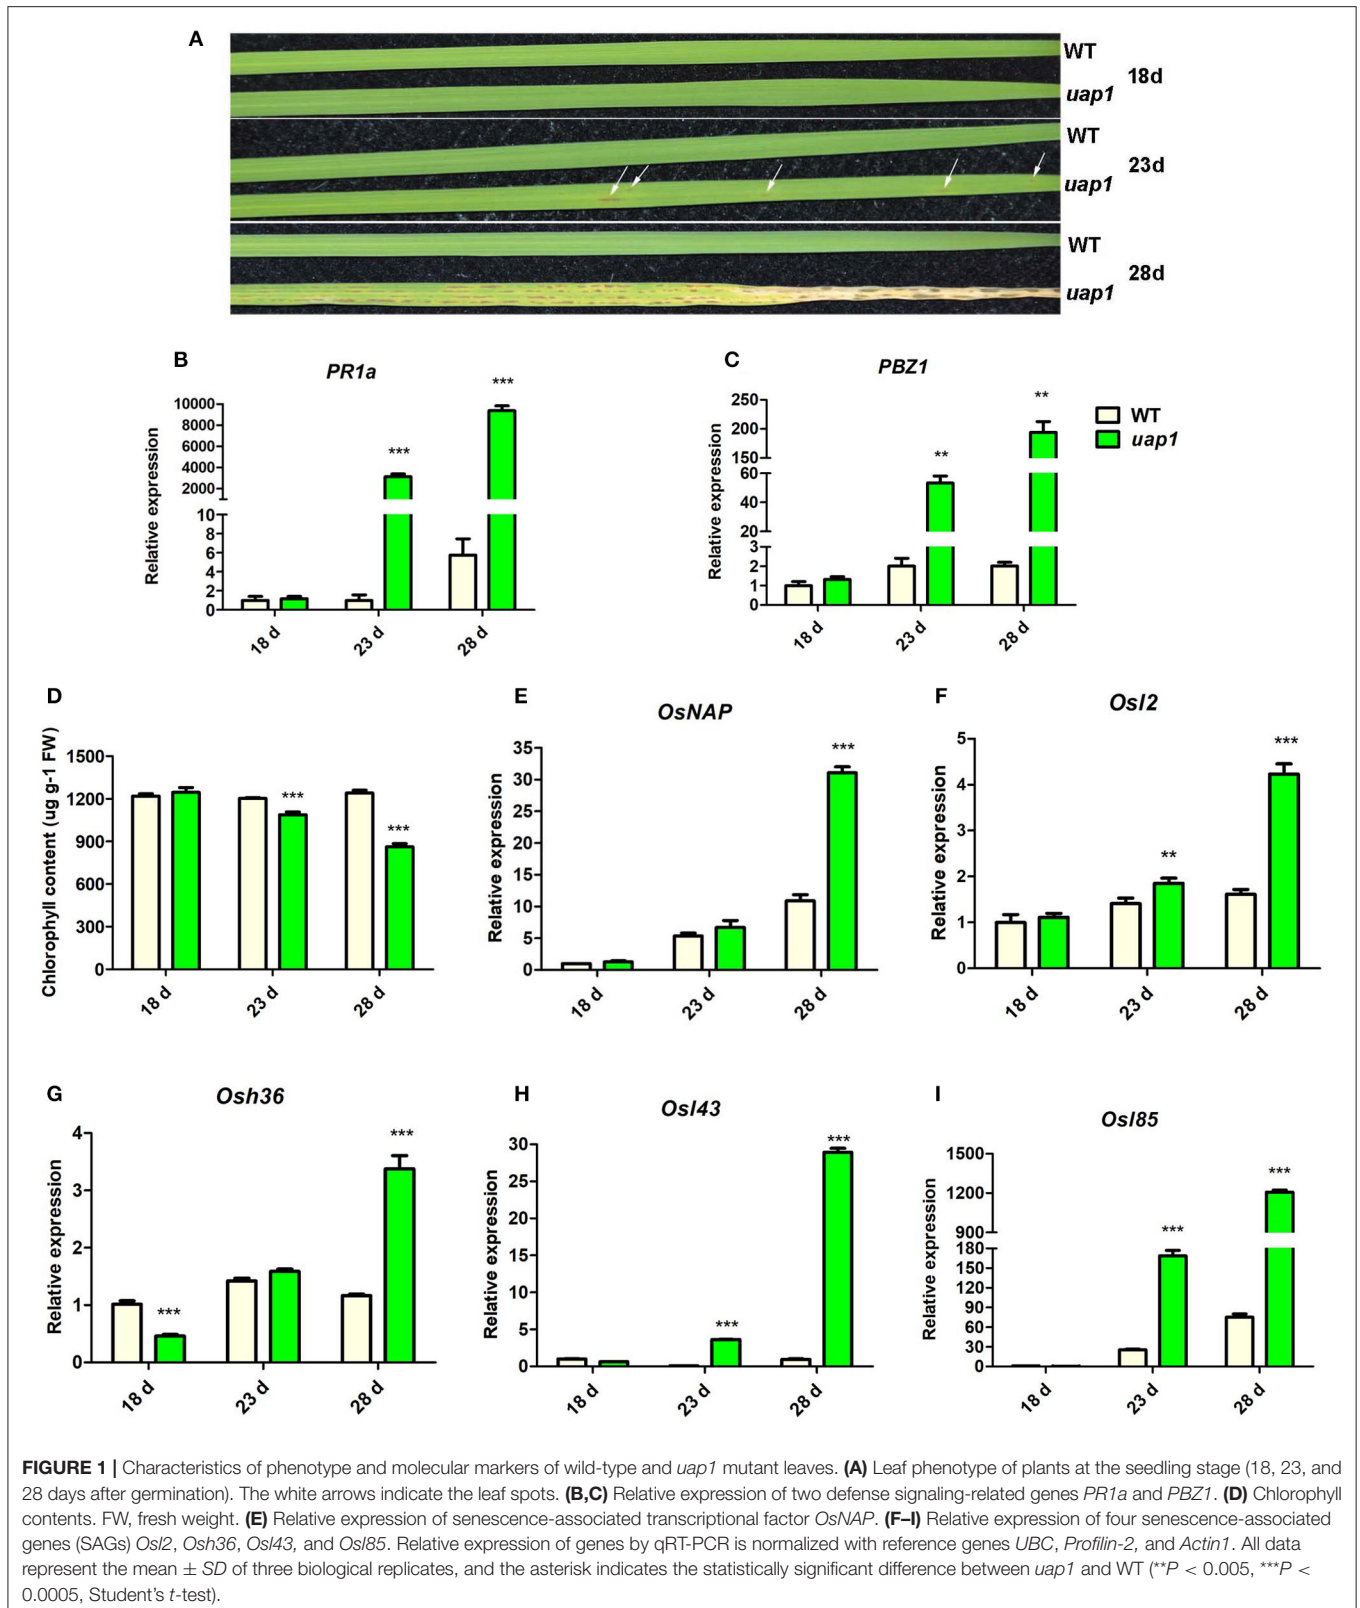 A
WT
18d
uap1
WT
23d
uap1
WT
28d
uap1
B
PR1a
Relative expression
10000
8000
6000
4000
2000
10
8
6
4
2
0
***
***
18 d
23 d
28 d
C
PBZ1
Relative expression
250
200
150
60
40
20
3
2
1
0
**
**
18 d
23 d
28 d
WT
uap1
D
Chlorophyll content (ug g-1 FW)
1500
1200
900
600
300
0
***
***
18 d
23 d
28 d
E
OsNAP
Relative expression
35
30
25
20
15
10
5
0
***
18 d
23 d
28 d
F
Osl2
Relative expression
5
4
3
2
1
0
**
***
18 d
23 d
28 d
G
Osh36
Relative expression
4
3
2
1
0
***
***
18 d
23 d
28 d
H
Osl43
Relative expression
30
25
20
15
10
5
0
***
***
18 d
23 d
28 d
I
Osl85
Relative expression
1500
1200
900
180
150
120
90
60
30
0
***
***
18 d
23 d
28 d
FIGURE 1 | Characteristics of phenotype and molecular markers of wild-type and uap1 mutant leaves. (A) Leaf phenotype of plants at the seedling stage (18, 23, and
28 days after germination). The white arrows indicate the leaf spots. (B,C) Relative expression of two defense signaling-related genes PR1a and PBZ1. (D) Chlorophyll
contents. FW, fresh weight. (E) Relative expression of senescence-associated transcriptional factor OsNAP. (F–I) Relative expression of four senescence-associated
genes (SAGs) Osl2, Osh36, Osl43, and Osl85. Relative expression of genes by qRT-PCR is normalized with reference genes UBC, Profilin-2, and Actin1. All data
represent the mean ± SD of three biological replicates, and the asterisk indicates the statistically significant difference between uap1 and WT (**P < 0.005, ***P <
0.0005, Student's t-test).